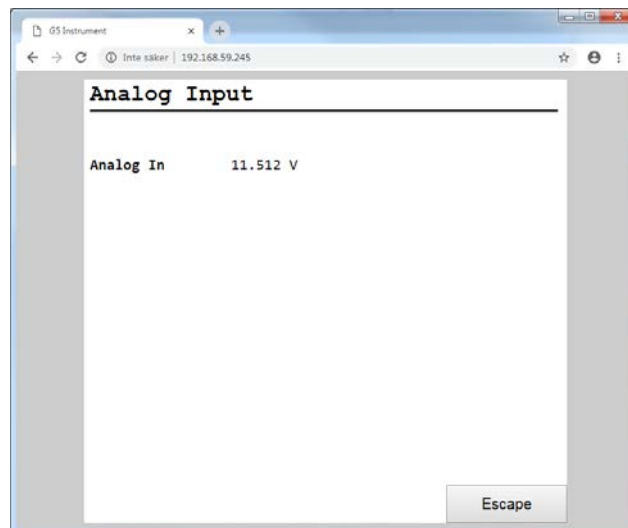 G5 Instrument
Inte säker | 192.168.59.245
Analog Input
Analog In 11.512 V
Escape